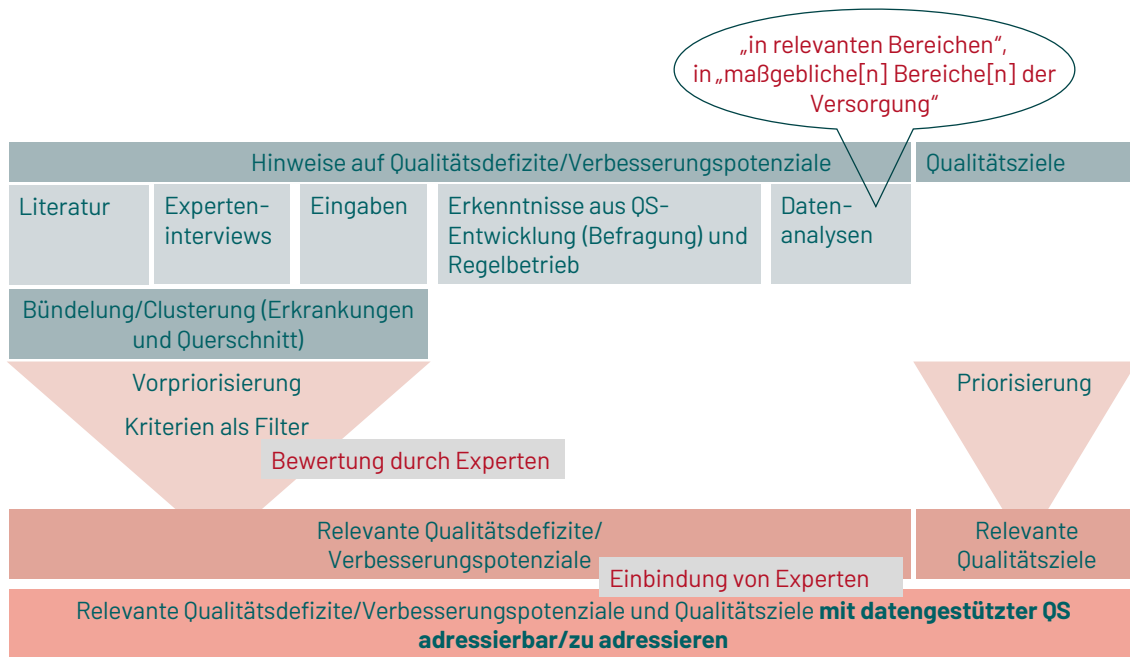 „in relevanten Bereichen“,
in „maßgebliche[n] Bereiche[n] der
Versorgung“
Hinweise auf Qualitätsdefizite/Verbesserungspotenziale
Qualitätsziele
Literatur
Experten-
interviews
Eingaben
Erkenntnisse aus QS-
Entwicklung (Befragung) und
Regelbetrieb
Daten-
analysen
Bündelung/Clusterung (Erkrankungen
und Querschnitt)
Vorpriorisierung
Priorisierung
Kriterien als Filter
Bewertung durch Experten
Relevante Qualitätsdefizite/
Verbesserungspotenziale
Relevante
Qualitätsziele
Einbindung von Experten
Relevante Qualitätsdefizite/Verbesserungspotenziale und Qualitätsziele mit datengestützter QS
adressierbar/zu adressieren